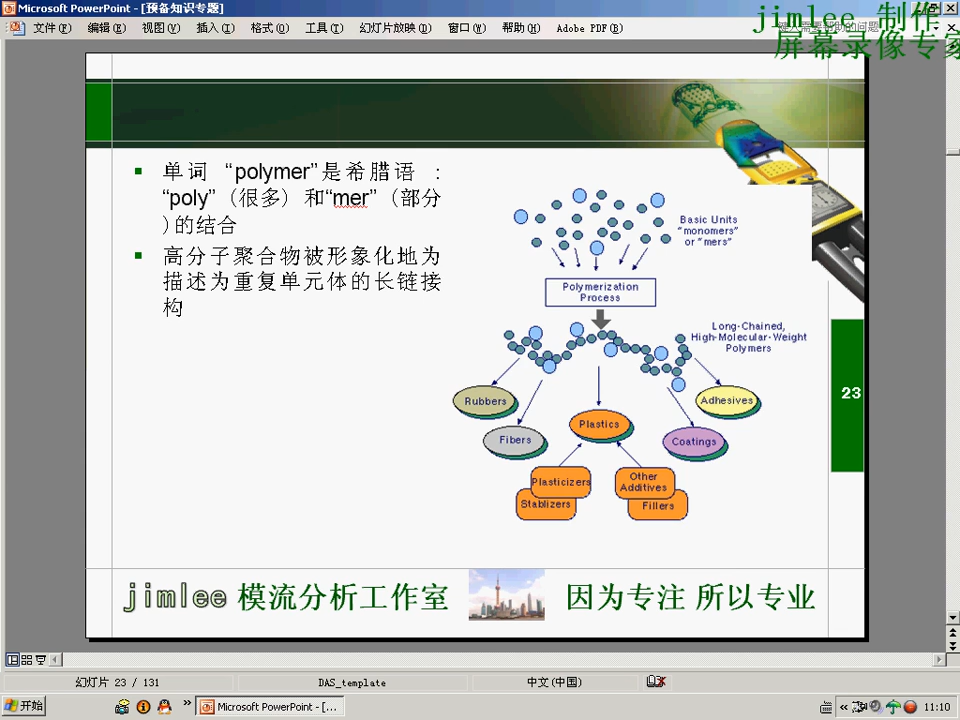 Microsoft PowerPoint - [预备知识专题]
jimlee 制作
文件(F) 编辑(E) 视图(V) 插入(I) 格式(O) 工具(T) 幻灯片放映(D) 窗口(W) 帮助(H) Adobe PDF(B)
屏幕录像专家
单词 “polymer”是希腊语 :
“poly”（很多）和“mer”（部分
)的结合
高分子聚合物被形象化地为
描述为重复单元体的长链接
构
Basic Units
"monomers"
or "mers"
Polymerization
Process
Long-Chained,
High-Molecular-Weight
Polymers
23
Rubbers
Adhesives
Plastics
Fibers
Coatings
Plasticizers
Stablizers
Other
Additives
Fillers
jimlee 模流分析工作室
因为专注 所以专业
幻灯片 23 / 131
DAS_template
中文(中国)
开始
Microsoft PowerPoint - [...
11:10